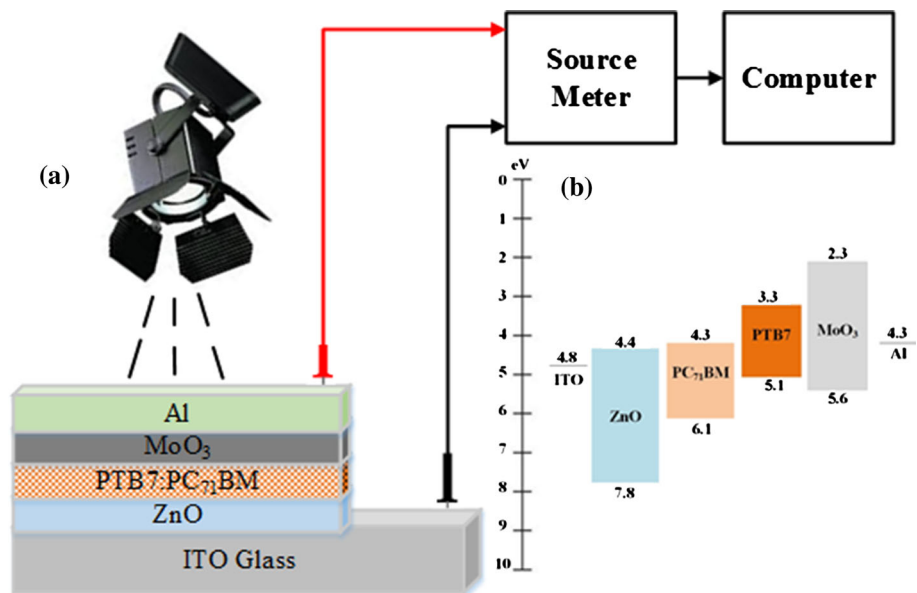 (a)
Source
Meter
Computer
Al
MoO₃
PTB7:PC₇₁BM
ZnO
ITO Glass
(b)
eV
0
1
2
3
4
5
6
7
8
9
10
4.8
ITO
4.4
ZnO
7.8
4.3
PC₇₁BM
6.1
3.3
PTB7
5.1
2.3
MoO₃
5.6
4.3
Al